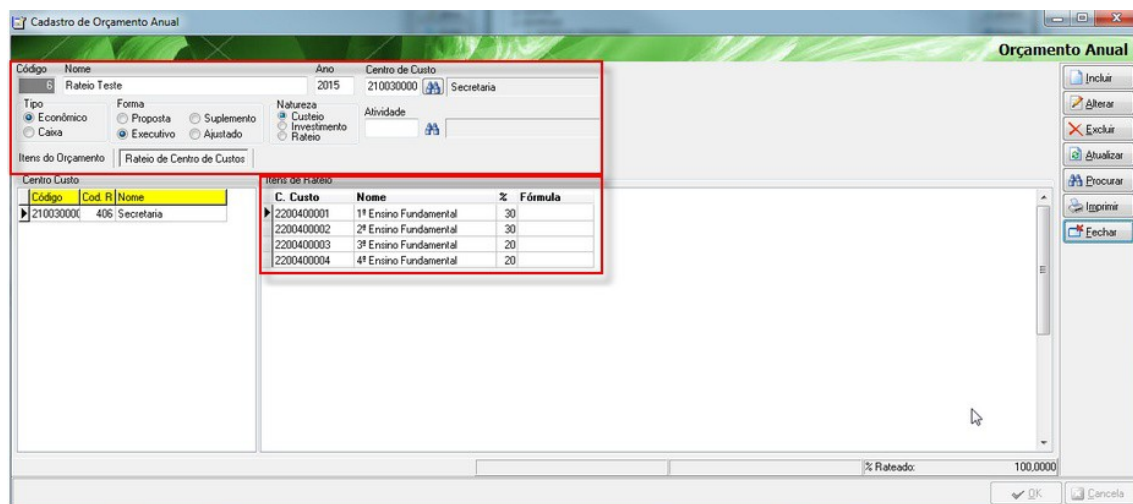 Cadastro de Orçamento Anual
Orçamento Anual
Código Nome Ano Centro de Custo
6 Rateio Teste 2015 210030000 Secretaria
Tipo Forma Natureza Atividade
Econômico Proposta Suplemento Custeio
Caixa Executivo Ajustado Investimento
Rateio
Itens do Orçamento Rateio de Centro de Custos
Centro Custo Itens de Rateio
Código Cod. R Nome C. Custo Nome % Fórmula
210030000 406 Secretaria 2200400001 1ª Ensino Fundamental 30
2200400002 2ª Ensino Fundamental 30
2200400003 3ª Ensino Fundamental 20
2200400004 4ª Ensino Fundamental 20
% Rateado: 100,0000
Incluir
Alterar
Excluir
Atualizar
Procurar
Imprimir
Fechar
OK Cancela